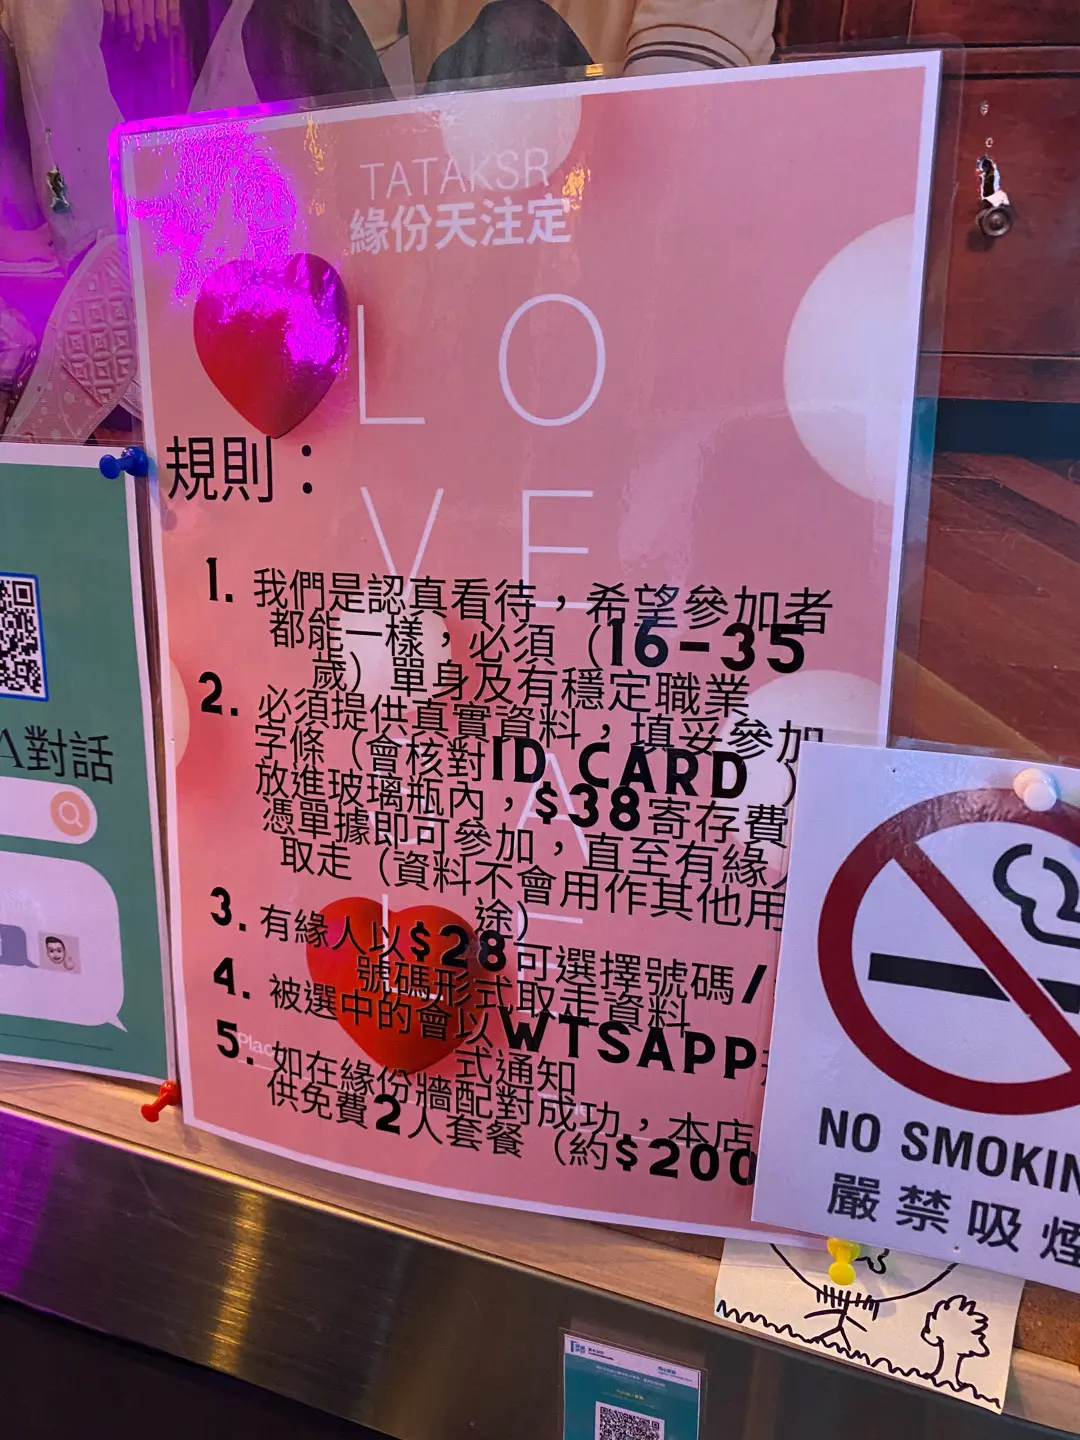 TATAKSR
緣份天注定
L O
V E
規則：
1. 我們是認真看待，希望參加者
都能一樣，必須（16-35
歲）單身及有穩定職業
2. 必須提供真實資料，填妥參加
字條（會核對ID CARD）
放進玻璃瓶內，$38寄存費
憑單據即可參加，直至有緣人
取走（資料不會用作其他用
途）
3. 有緣人以$28可選擇號碼/
號碼形式取走資料
4. 被選中的會以WTSAPP
式通知
5. 如在緣份牆配對成功，本店
供免費2人套餐（約$200
A對話
NO SMOKIN
嚴禁吸煙